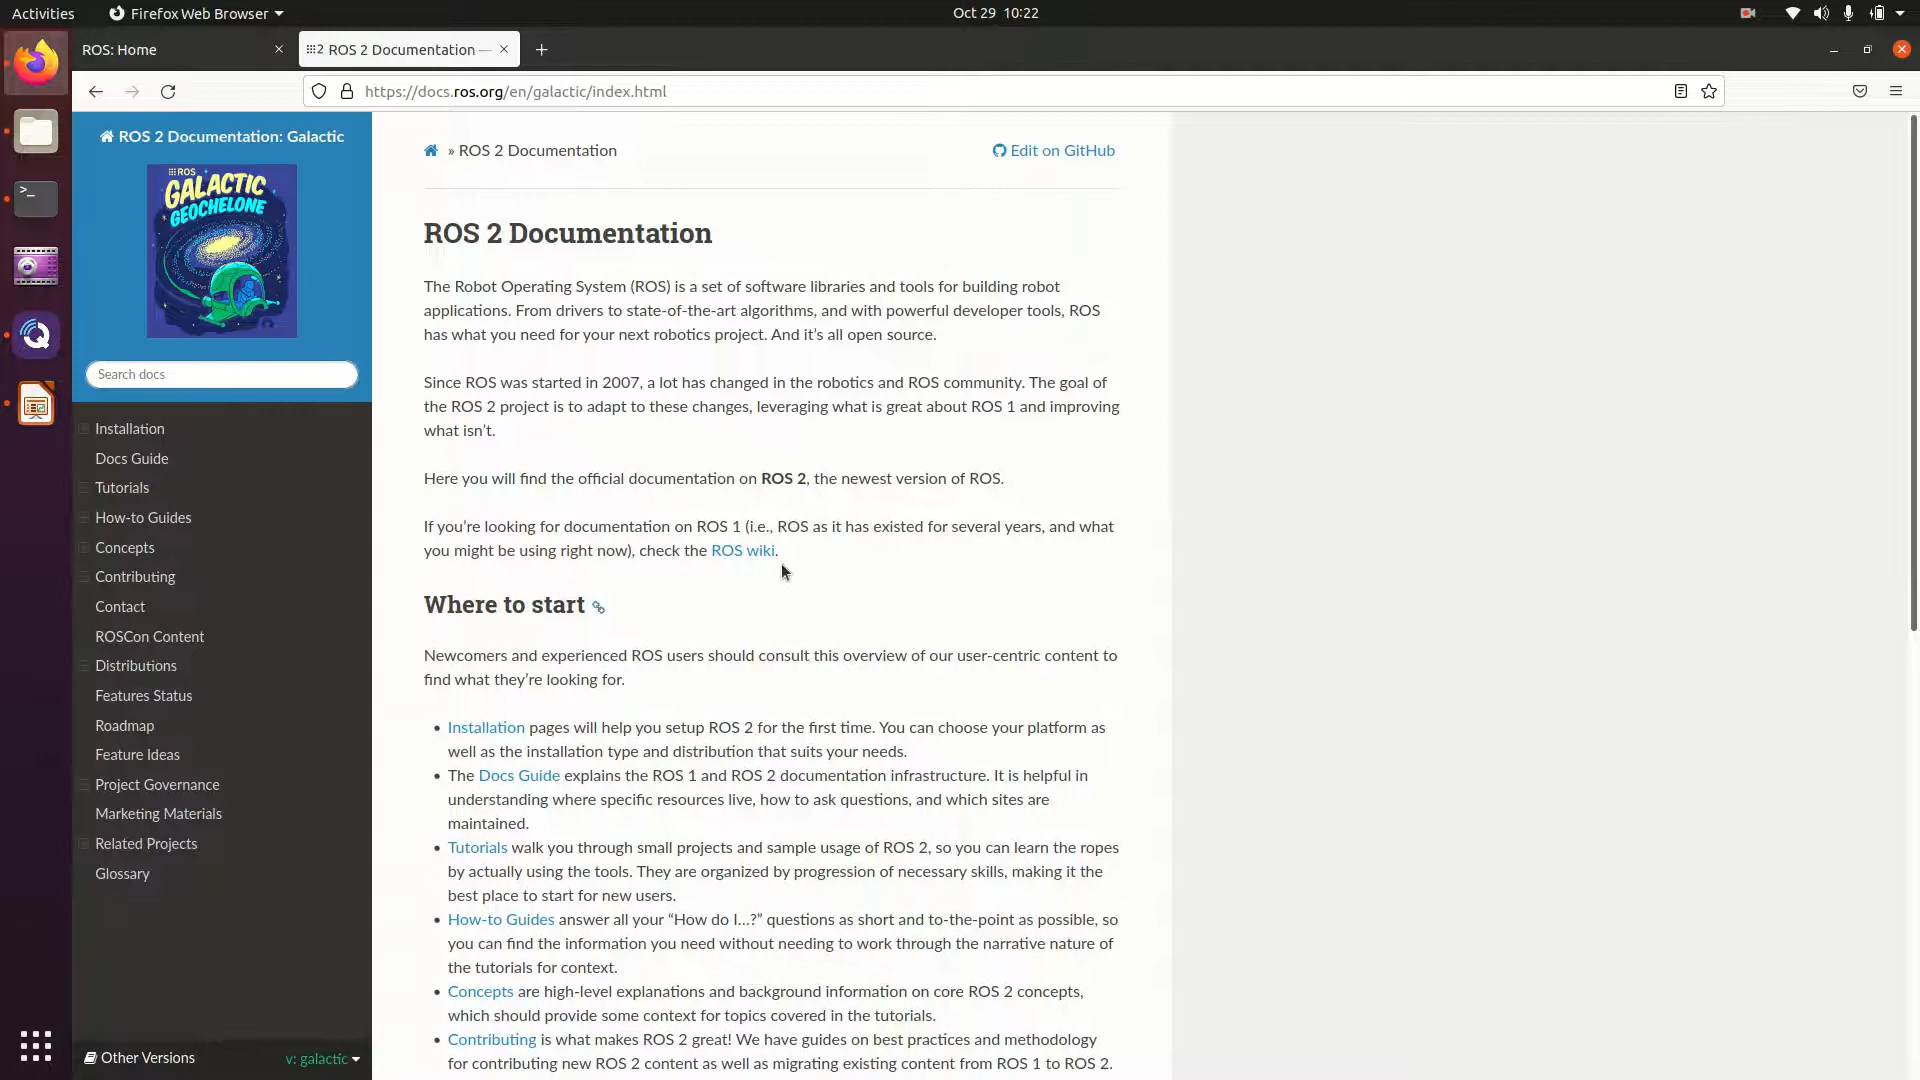 Activities
Firefox Web Browser
Oct 29 10:22
ROS: Home
ROS 2 Documentation —
https://docs.ros.org/en/galactic/index.html
ROS 2 Documentation: Galactic
ROS
GALACTIC
GEOCHELONE
Search docs
Installation
Docs Guide
Tutorials
How-to Guides
Concepts
Contributing
Contact
ROSCon Content
Distributions
Features Status
Roadmap
Feature Ideas
Project Governance
Marketing Materials
Related Projects
Glossary
Other Versions
v: galactic
» ROS 2 Documentation
Edit on GitHub
ROS 2 Documentation
The Robot Operating System (ROS) is a set of software libraries and tools for building robot
applications. From drivers to state-of-the-art algorithms, and with powerful developer tools, ROS
has what you need for your next robotics project. And it’s all open source.
Since ROS was started in 2007, a lot has changed in the robotics and ROS community. The goal of
the ROS 2 project is to adapt to these changes, leveraging what is great about ROS 1 and improving
what isn’t.
Here you will find the official documentation on ROS 2, the newest version of ROS.
If you’re looking for documentation on ROS 1 (i.e., ROS as it has existed for several years, and what
you might be using right now), check the ROS wiki.
Where to start
Newcomers and experienced ROS users should consult this overview of our user-centric content to
find what they’re looking for.
• Installation pages will help you setup ROS 2 for the first time. You can choose your platform as
well as the installation type and distribution that suits your needs.
• The Docs Guide explains the ROS 1 and ROS 2 documentation infrastructure. It is helpful in
understanding where specific resources live, how to ask questions, and which sites are
maintained.
• Tutorials walk you through small projects and sample usage of ROS 2, so you can learn the ropes
by actually using the tools. They are organized by progression of necessary skills, making it the
best place to start for new users.
• How-to Guides answer all your “How do I...?” questions as short and to-the-point as possible, so
you can find the information you need without needing to work through the narrative nature of
the tutorials for context.
• Concepts are high-level explanations and background information on core ROS 2 concepts,
which should provide some context for topics covered in the tutorials.
• Contributing is what makes ROS 2 great! We have guides on best practices and methodology
for contributing new ROS 2 content as well as migrating existing content from ROS 1 to ROS 2.